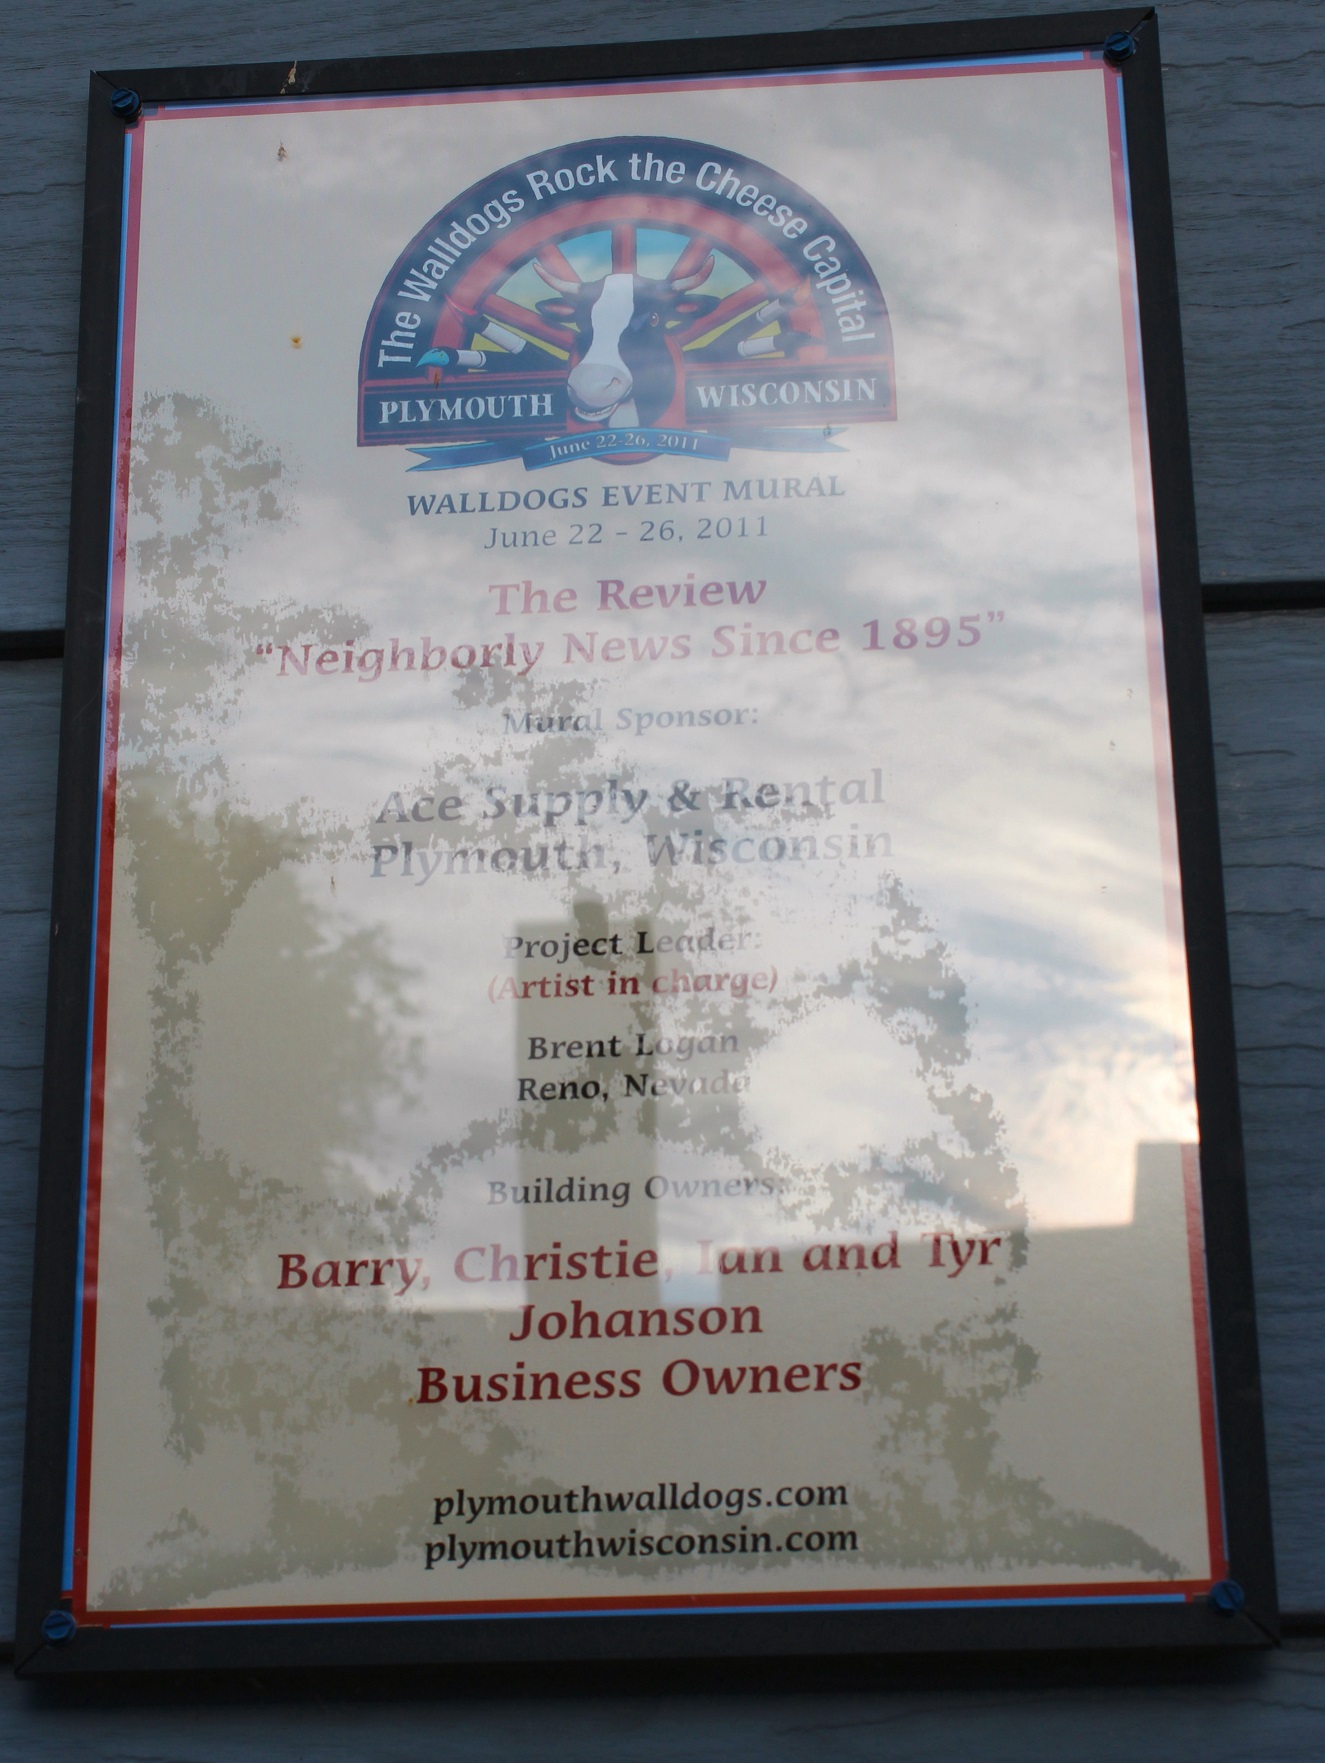 The Walldogs Rock the Cheese Capital
PLYMOUTH WISCONSIN
June 22-26, 2011
WALLDOGS EVENT MURAL
June 22 - 26, 2011
The Review
"Neighborly News Since 1895"
Mural Sponsor:
Ace Supply & Rental
Plymouth, Wisconsin
Project Leader:
(Artist in charge)
Brent Logan
Reno, Nevada
Building Owners:
Barry, Christie, Ian and Tyr
Johanson
Business Owners
plymouthwalldogs.com
plymouthwisconsin.com